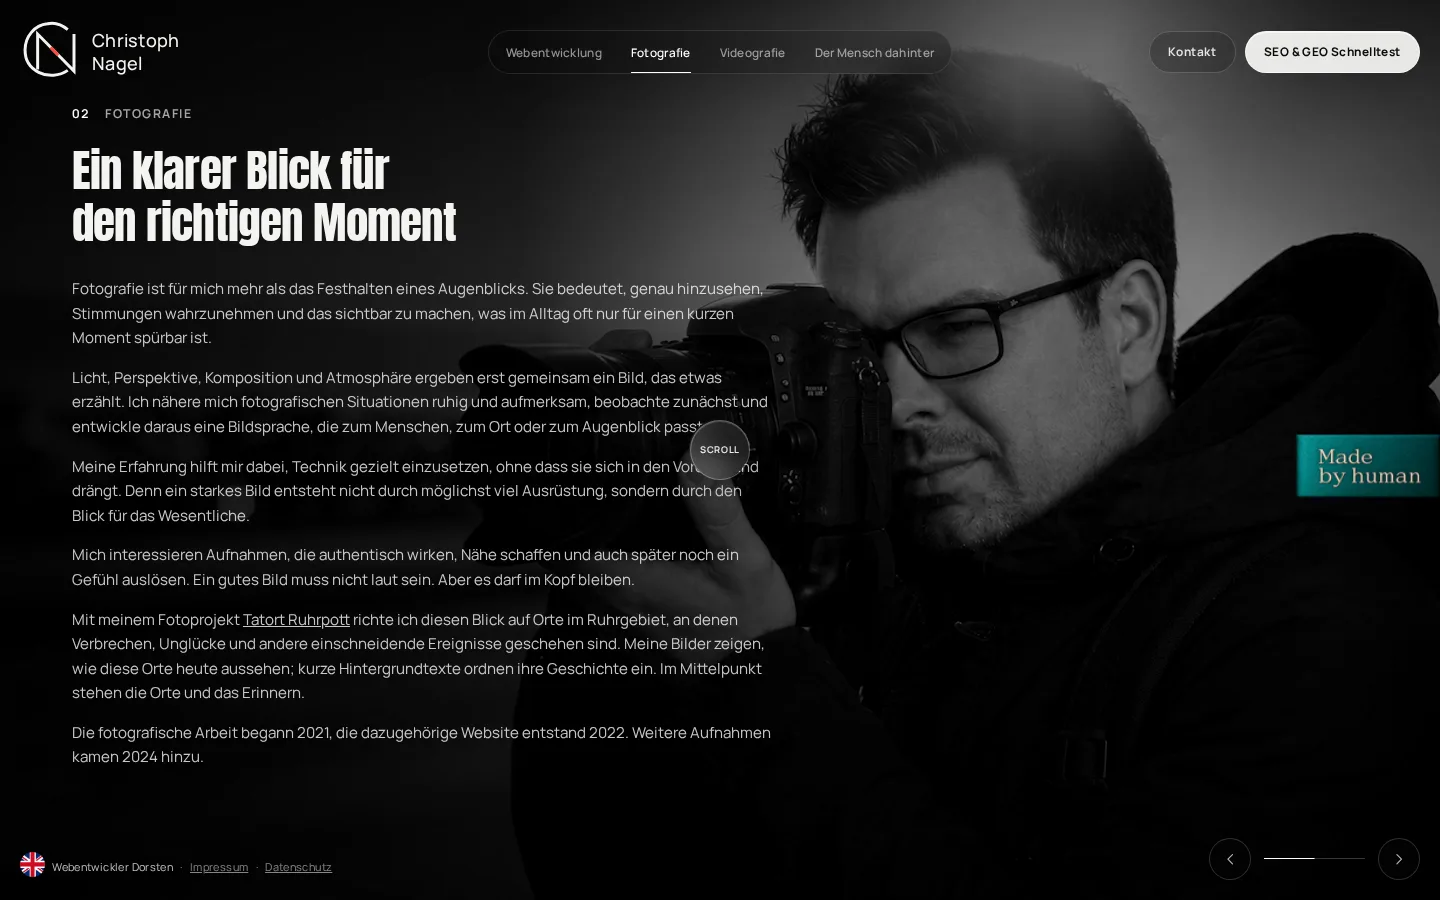 Christoph
Nagel
Webentwicklung
Fotografie
Videografie
Der Mensch dahinter
Kontakt
SEO & GEO Schnelltest
02 FOTOGRAFIE
Ein klarer Blick für
den richtigen Moment
Fotografie ist für mich mehr als das Festhalten eines Augenblicks. Sie bedeutet, genau hinzusehen,
Stimmungen wahrzunehmen und das sichtbar zu machen, was im Alltag oft nur für einen kurzen
Moment spürbar ist.
Licht, Perspektive, Komposition und Atmosphäre ergeben erst gemeinsam ein Bild, das etwas
erzählt. Ich nähere mich fotografischen Situationen ruhig und aufmerksam, beobachte zunächst und
entwickle daraus eine Bildsprache, die zum Menschen, zum Ort oder zum Augenblick passt
SCROLL
Meine Erfahrung hilft mir dabei, Technik gezielt einzusetzen, ohne dass sie sich in den
drängt. Denn ein starkes Bild entsteht nicht durch möglichst viel Ausrüstung, sondern durch den
Blick für das Wesentliche.
Mich interessieren Aufnahmen, die authentisch wirken, Nähe schaffen und auch später noch ein
Gefühl auslösen. Ein gutes Bild muss nicht laut sein. Aber es darf im Kopf bleiben.
Mit meinem Fotoprojekt Tatort Ruhrpott richte ich diesen Blick auf Orte im Ruhrgebiet, an denen
Verbrechen, Unglücke und andere einschneidende Ereignisse geschehen sind. Meine Bilder zeigen,
wie diese Orte heute aussehen; kurze Hintergrundtexte ordnen ihre Geschichte ein. Im Mittelpunkt
stehen die Orte und das Erinnern.
Die fotografische Arbeit begann 2021, die dazugehörige Website entstand 2022. Weitere Aufnahmen
kamen 2024 hinzu.
Made
by human
Webentwickler Dorsten · Impressum · Datenschutz